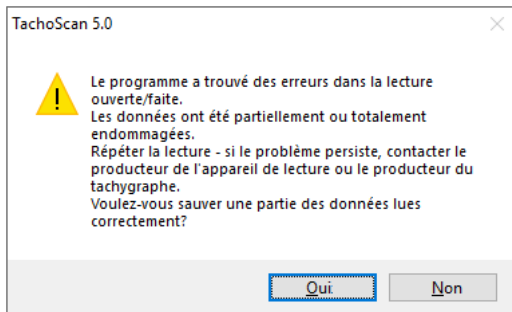 TachoScan 5.0
Le programme a trouvé des erreurs dans la lecture
ouverte/faite.
Les données ont été partiellement ou totalement
endommagées.
Répéter la lecture - si le problème persiste, contacter le
producteur de l'appareil de lecture ou le producteur du
tachygraphe.
Voulez-vous sauver une partie des données lues
correctement?
Oui
Non